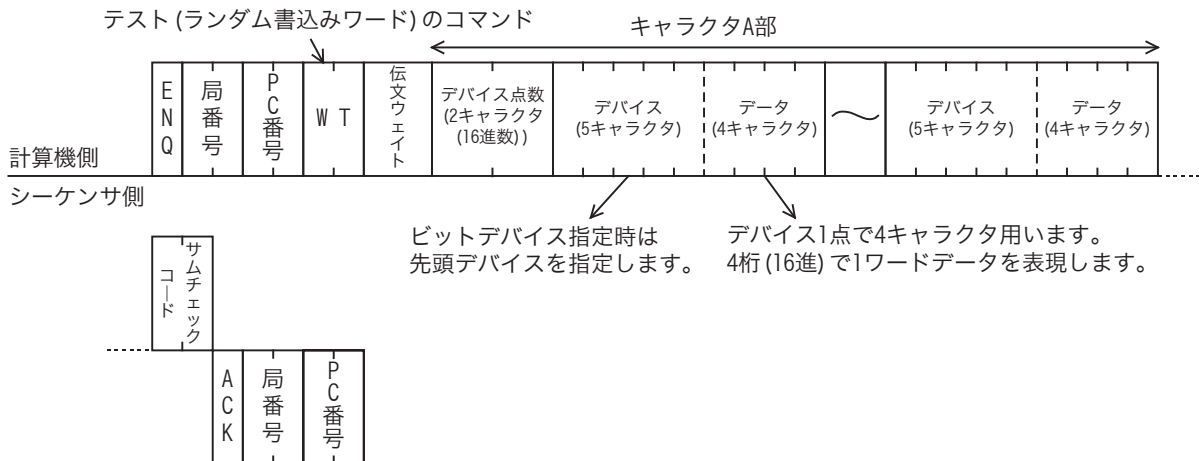 テスト (ランダム書込みワード) のコマンド
キャラクタA部
計算機側
シーケンサ側
ENQ
局番号
PC番号
W T
伝文ウェイト
デバイス点数
(2キャラクタ
(16進数) )
デバイス
(5キャラクタ)
データ
(4キャラクタ)
〜
デバイス
(5キャラクタ)
データ
(4キャラクタ)
ビットデバイス指定時は
先頭デバイスを指定します。
デバイス1点で4キャラクタ用います。
4桁 (16進) で1ワードデータを表現します。
サムチェック
コード
ACK
局番号
PC番号